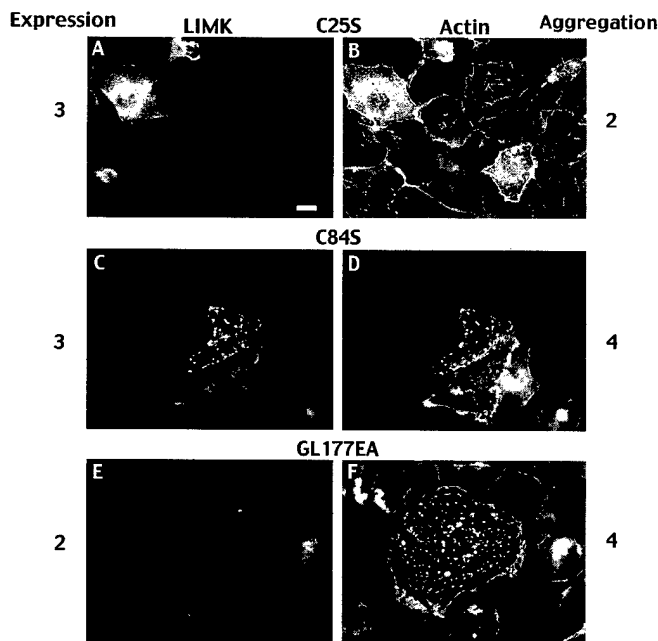 Expression LIMK C25S Actin Aggregation
A B
3 2
C84S
C D
3 4
GL177EA
E F
2 4